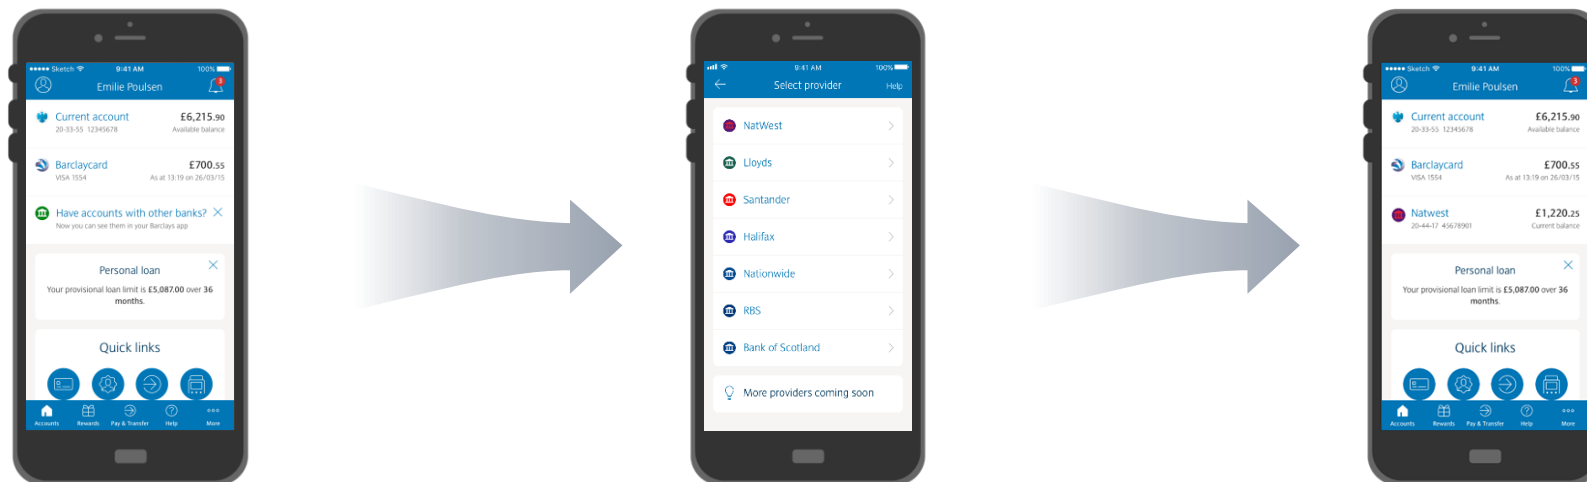 Sketch 9:41 AM 100%
Emilie Poulsen 3
Current account £6,215.90
20-33-55 12345678 Available balance
Barclaycard £700.55
VISA 1554 As at 13:19 on 26/03/15
Have accounts with other banks?
Now you can see them in your Barclays app
Personal loan
Your provisional loan limit is £5,087.00 over 36
months.
Quick links
Accounts Rewards Pay & Transfer Help More
9:41 AM 100%
Select provider Help
NatWest
Lloyds
Santander
Halifax
Nationwide
RBS
Bank of Scotland
More providers coming soon
Sketch 9:41 AM 100%
Emilie Poulsen 3
Current account £6,215.90
20-33-55 12345678 Available balance
Barclaycard £700.55
VISA 1554 As at 13:19 on 26/03/15
Natwest £1,220.25
20-44-17 45678901 Current balance
Personal loan
Your provisional loan limit is £5,087.00 over 36
months.
Quick links
Accounts Rewards Pay & Transfer Help More